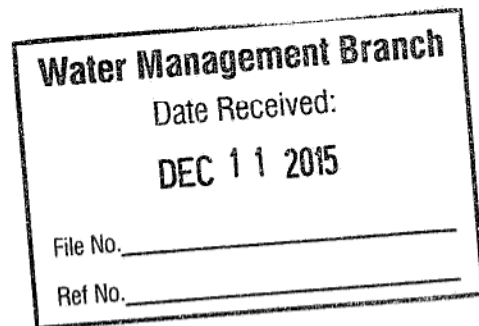 Water Management Branch
Date Received:
DEC 11 2015
File No.
Ref No.